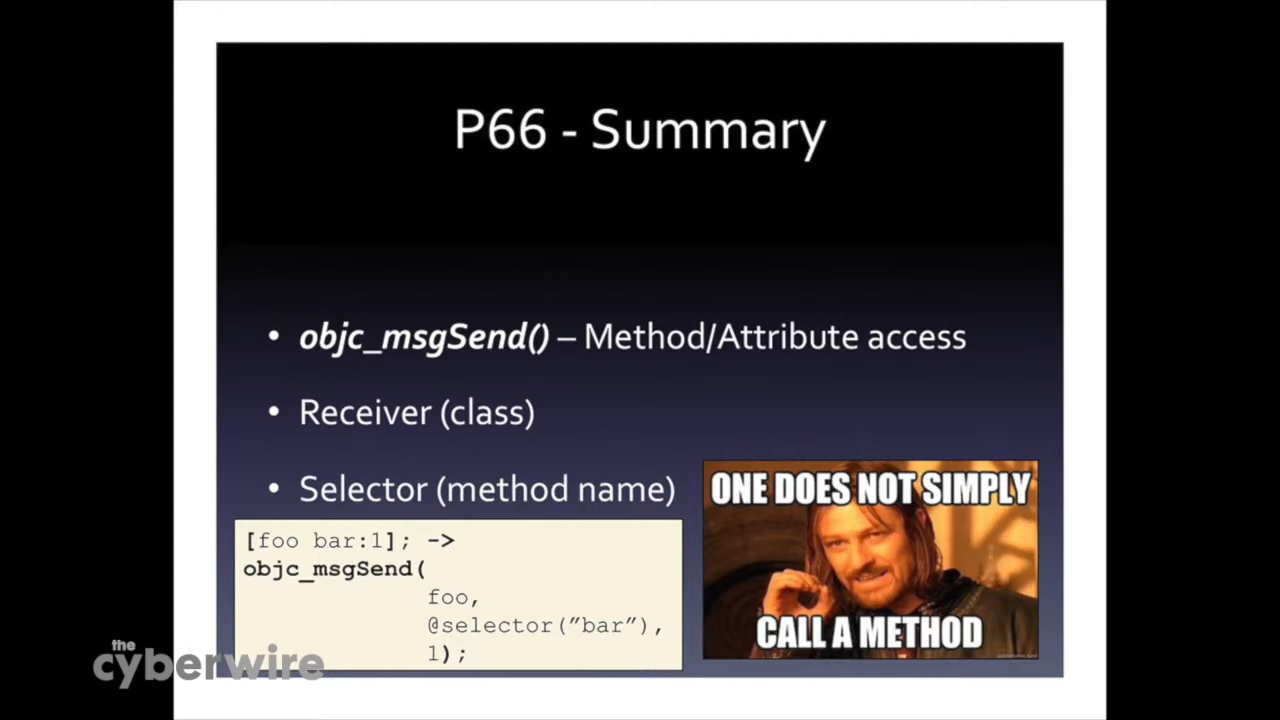 P66 - Summary
• objc_msgSend() – Method/Attribute access
• Receiver (class)
• Selector (method name)
[foo bar:1]; ->
objc_msgSend(
foo,
@selector(”bar”),
1);
ONE DOES NOT SIMPLY
CALL A METHOD
the
cyberwire